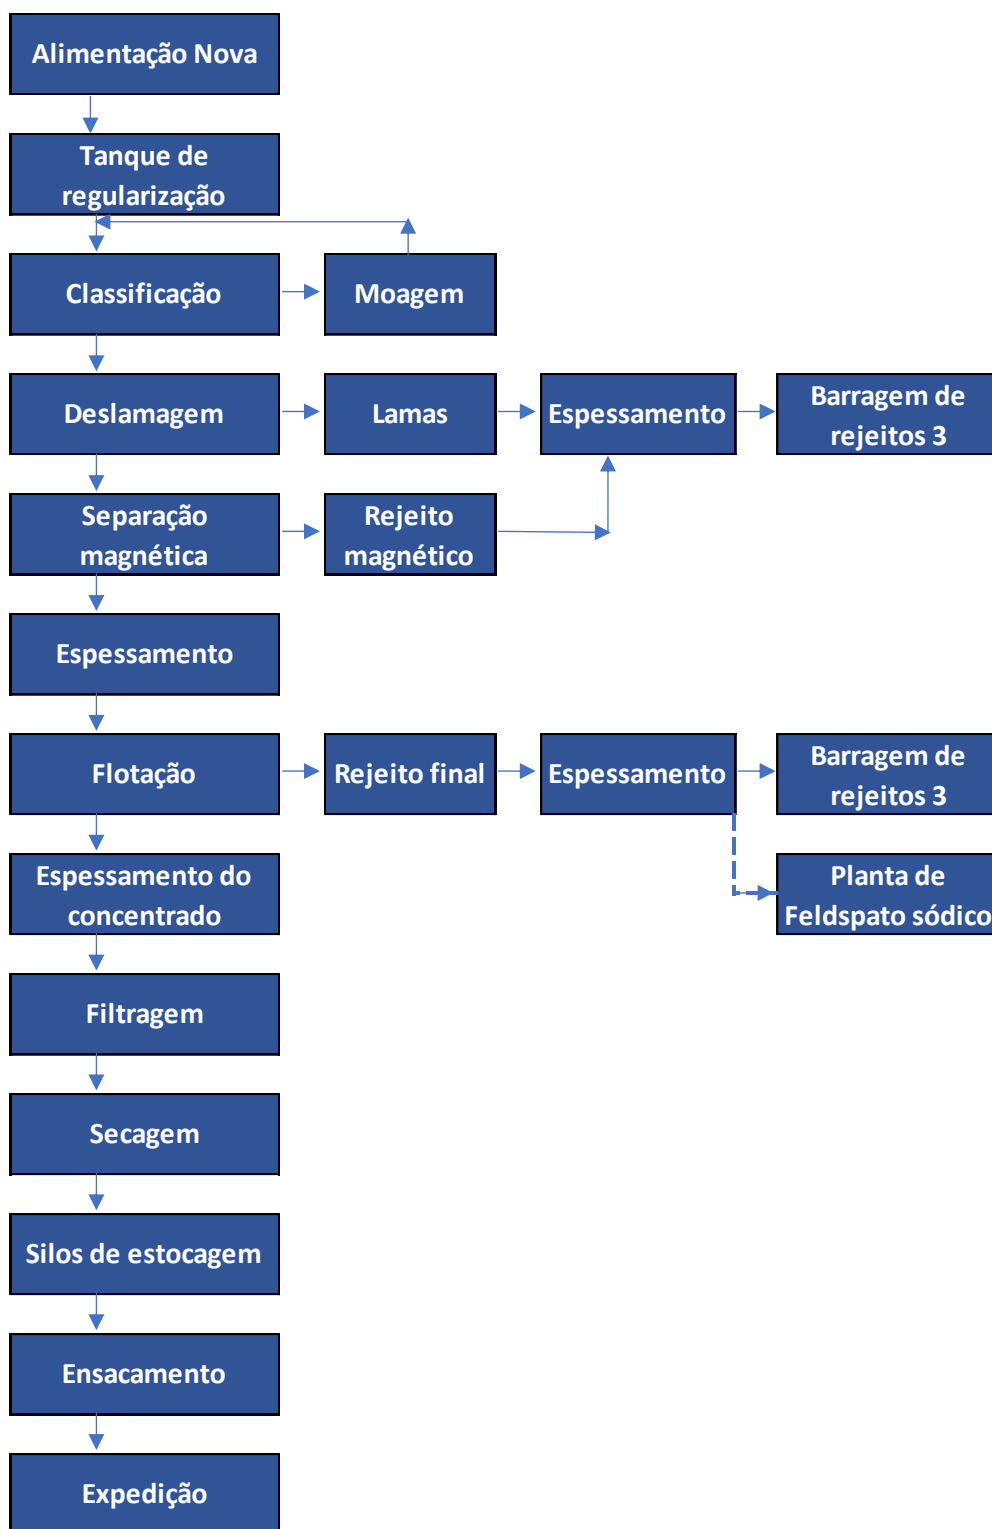 Alimentação Nova
Tanque de
regularização
Classificação
Moagem
Deslamagem
Lamas
Espessamento
Barragem de
rejeitos 3
Separação
magnética
Rejeito
magnético
Espessamento
Flotação
Rejeito final
Espessamento
Barragem de
rejeitos 3
Espessamento do
concentrado
Planta de
Feldspato sódico
Filtragem
Secagem
Silos de estocagem
Ensacamento
Expedição